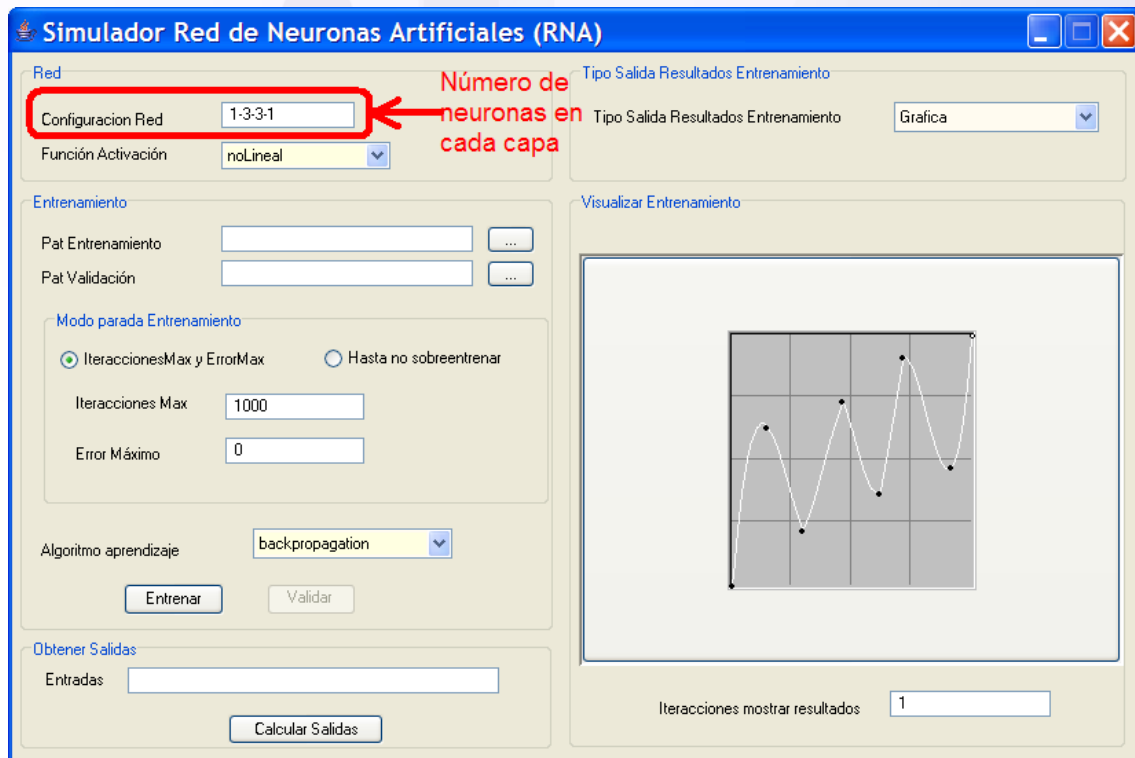 Simulador Red de Neuronas Artificiales (RNA)
Red
Configuracion Red
1-3-3-1
Número de
neuronas en
cada capa
Función Activación
noLineal
Tipo Salida Resultados Entrenamiento
Tipo Salida Resultados Entrenamiento
Grafica
Entrenamiento
Pat Entrenamiento
...
Pat Validación
...
Modo parada Entrenamiento
IteraccionesMax y ErrorMax
Hasta no sobreentrenar
Iteracciones Max
1000
Error Máximo
0
Algoritmo aprendizaje
backpropagation
Entrenar
Validar
Obtener Salidas
Entradas
Calcular Salidas
Visualizar Entrenamiento
Iteracciones mostrar resultados
1